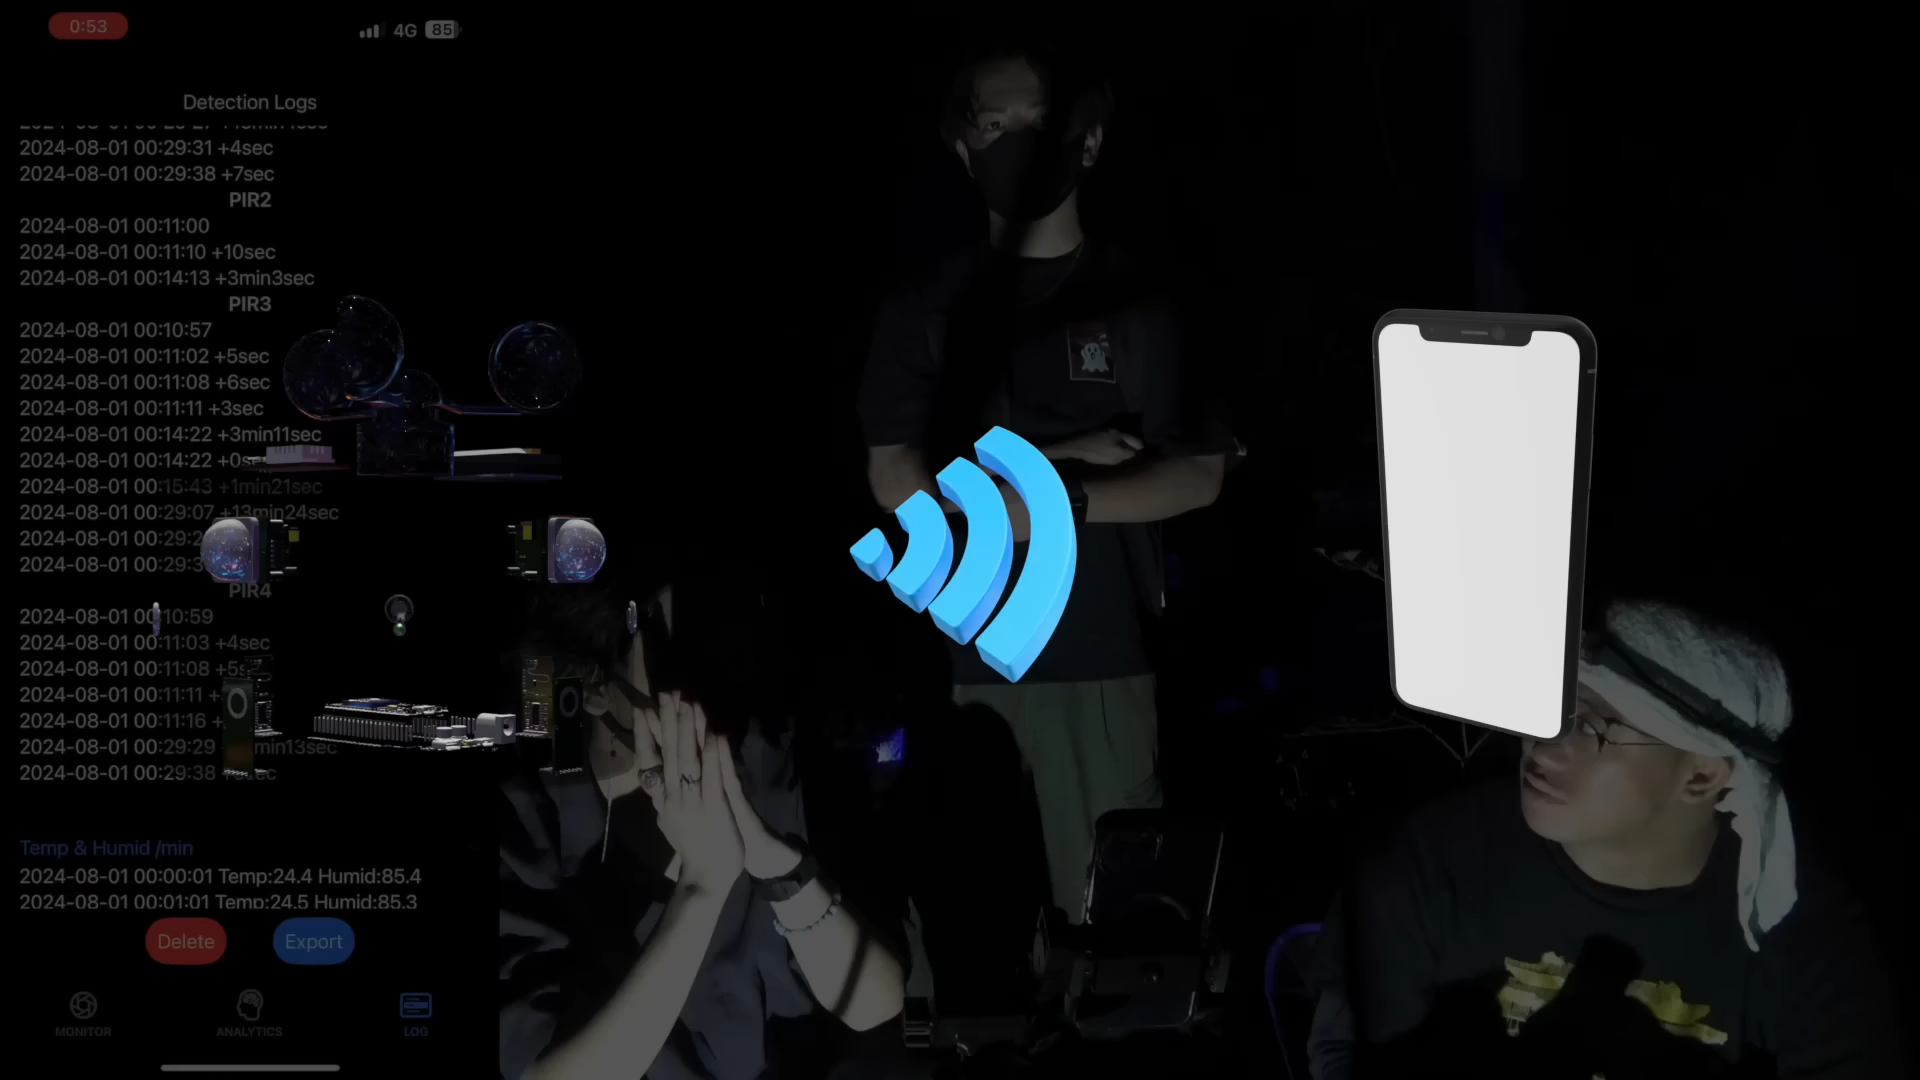 0:53
4G 85
Detection Logs
2024-08-01 00:29:31 +4sec
2024-08-01 00:29:38 +7sec
PIR2
2024-08-01 00:11:00
2024-08-01 00:11:10 +10sec
2024-08-01 00:14:13 +3min3sec
PIR3
2024-08-01 00:10:57
2024-08-01 00:11:02 +5sec
2024-08-01 00:11:08 +6sec
2024-08-01 00:11:11 +3sec
2024-08-01 00:14:22 +3min11sec
2024-08-01 00:14:22
2024-08-01 00:15:43 +1min21sec
2024-08-01 00:29:07 +13min24sec
2024-08-01
2024-08-01
PIR4
2024-08-01 00:10:59
2024-08-01 00:11:03 +4sec
2024-08-01 00:11:08
2024-08-01 00:11:11
2024-08-01 00:11:16
2024-08-01 00:29:29
2024-08-01 00:29:38
Temp & Humid /min
2024-08-01 00:00:01 Temp:24.4 Humid:85.4
2024-08-01 00:01:01 Temp:24.5 Humid:85.3
Delete
Export
MONITOR
ANALYTICS
LOG